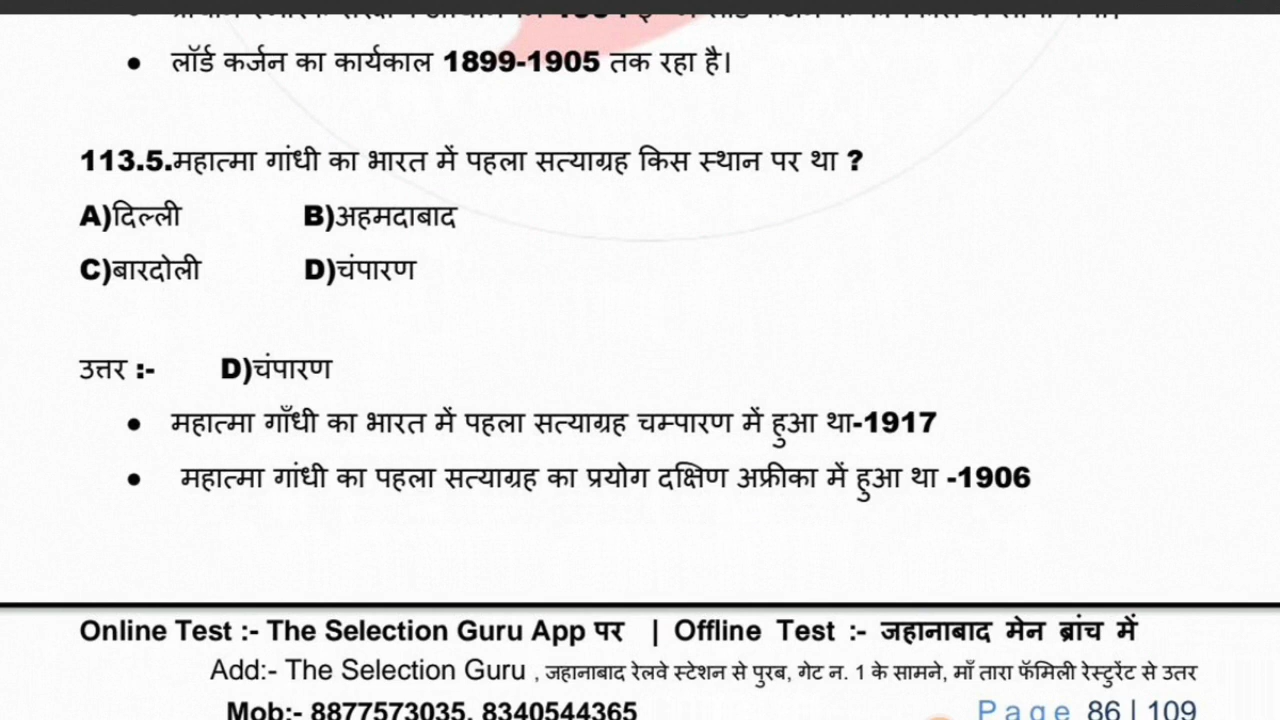 ● लॉर्ड कर्जन का कार्यकाल 1899-1905 तक रहा है।
113.5.महात्मा गांधी का भारत में पहला सत्याग्रह किस स्थान पर था ?
A)दिल्ली B)अहमदाबाद
C)बारदोली D)चंपारण
उत्तर :- D)चंपारण
● महात्मा गाँधी का भारत में पहला सत्याग्रह चम्पारण में हुआ था-1917
● महात्मा गांधी का पहला सत्याग्रह का प्रयोग दक्षिण अफ्रीका में हुआ था -1906
Online Test :- The Selection Guru App पर | Offline Test :- जहानाबाद मेन ब्रांच में
Add:- The Selection Guru , जहानाबाद रेलवे स्टेशन से पुरब, गेट न. 1 के सामने, माँ तारा फॅमिली रेस्टुरेंट से उतर
Mob:- 8877573035, 8340544365 Page 86 | 109